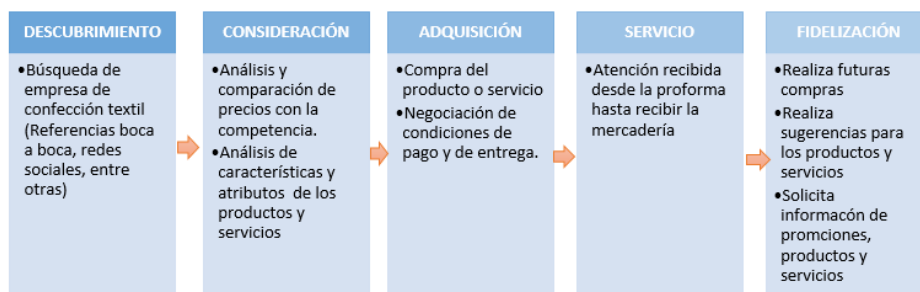 DESCUBRIMIENTO
•Búsqueda de
empresa de
confección textil
(Referencias boca
a boca, redes
sociales, entre
otras)
CONSIDERACIÓN
•Análisis y
comparación de
precios con la
competencia.
•Análisis de
características y
atributos de los
productos y
servicios
ADQUISICIÓN
•Compra del
producto o servicio
•Negociación de
condiciones de
pago y de entrega.
SERVICIO
•Atención recibida
desde la proforma
hasta recibir la
mercadería
FIDELIZACIÓN
•Realiza futuras
compras
•Realiza
sugerencias para
los productos y
servicios
•Solicita
informacón de
promciones,
productos y
servicios